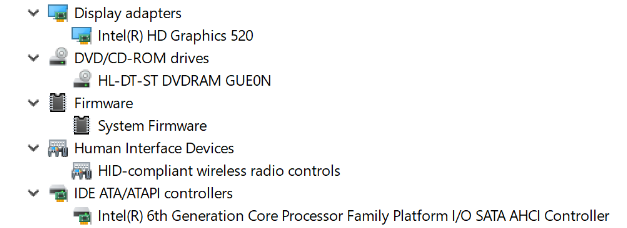 Display adapters
Intel(R) HD Graphics 520
DVD/CD-ROM drives
HL-DT-ST DVDRAM GUE0N
Firmware
System Firmware
Human Interface Devices
HID-compliant wireless radio controls
IDE ATA/ATAPI controllers
Intel(R) 6th Generation Core Processor Family Platform I/O SATA AHCI Controller